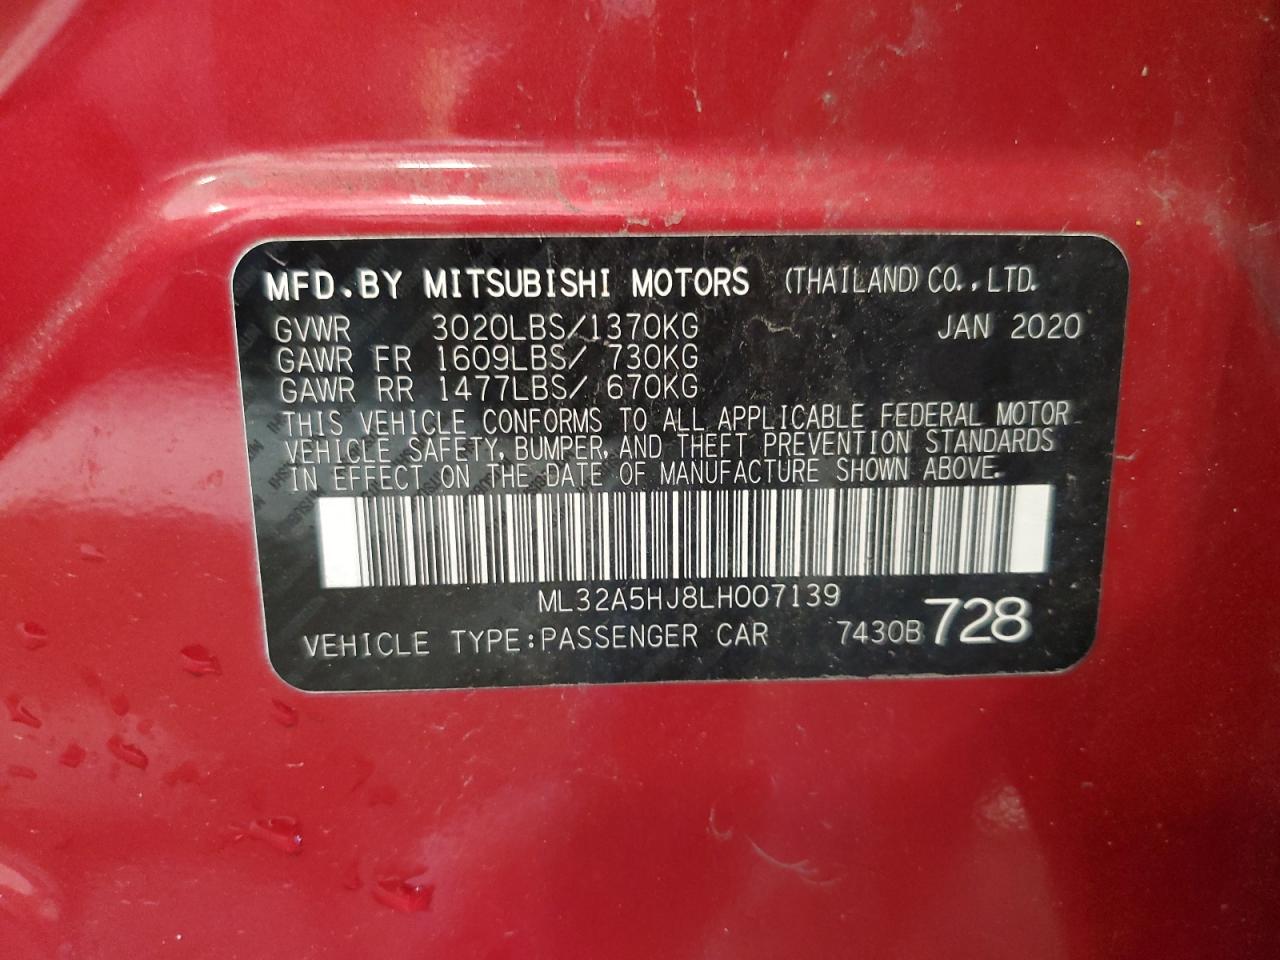 MFD.BY MITSUBISHI MOTORS (THAILAND) CO.,LTD.
GVWR 3020LBS/1370KG JAN 2020
GAWR FR 1609LBS/ 730KG
GAWR RR 1477LBS/ 670KG
THIS VEHICLE CONFORMS TO ALL APPLICABLE FEDERAL MOTOR
VEHICLE SAFETY, BUMPER, AND THEFT PREVENTION STANDARDS
IN EFFECT ON THE DATE OF MANUFACTURE SHOWN ABOVE.
ML32A5HJ8LH007139
VEHICLE TYPE:PASSENGER CAR 7430B 728